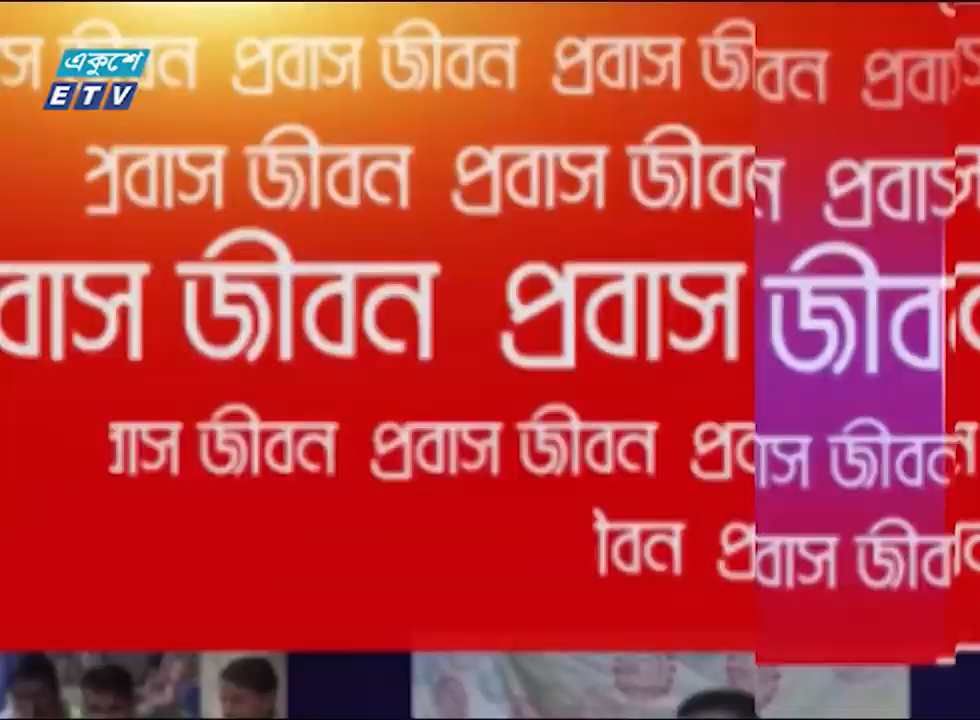 একুশে
ETV
জীবন প্রবাস জীবন প্রবাস জীবন প্রবাস
প্রবাস জীবন প্রবাস জীবন প্রবাস
বাস জীবন প্রবাস জীব
াস জীবন প্রবাস জীবন প্রবাস জীবন
বন প্রবাস জীব